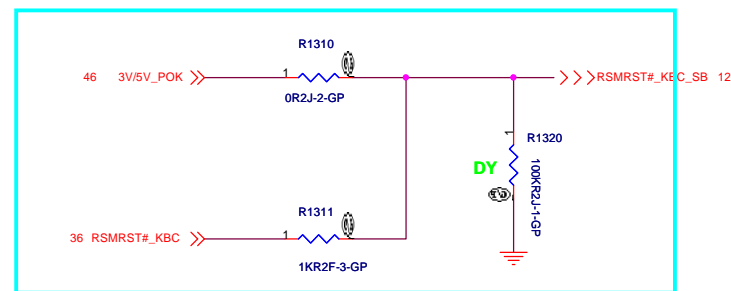 R1310
1
46 3V/5V_POK
RSMRST#_KBC_SB 12
0R2J-2-GP
1
R1320
DY
100KR2J-1-GP
R1311
1
36 RSMRST#_KBC
1KR2F-3-GP